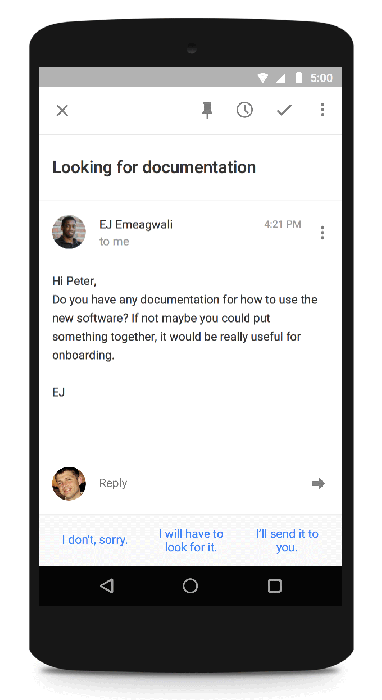 5:00
Looking for documentation
EJ Emeagwali
4:21 PM
to me
Hi Peter,
Do you have any documentation for how to use the
new software? If not maybe you could put
something together, it would be really useful for
onboarding.
EJ
Reply
I don't, sorry.
I will have to
look for it.
I'll send it to
you.